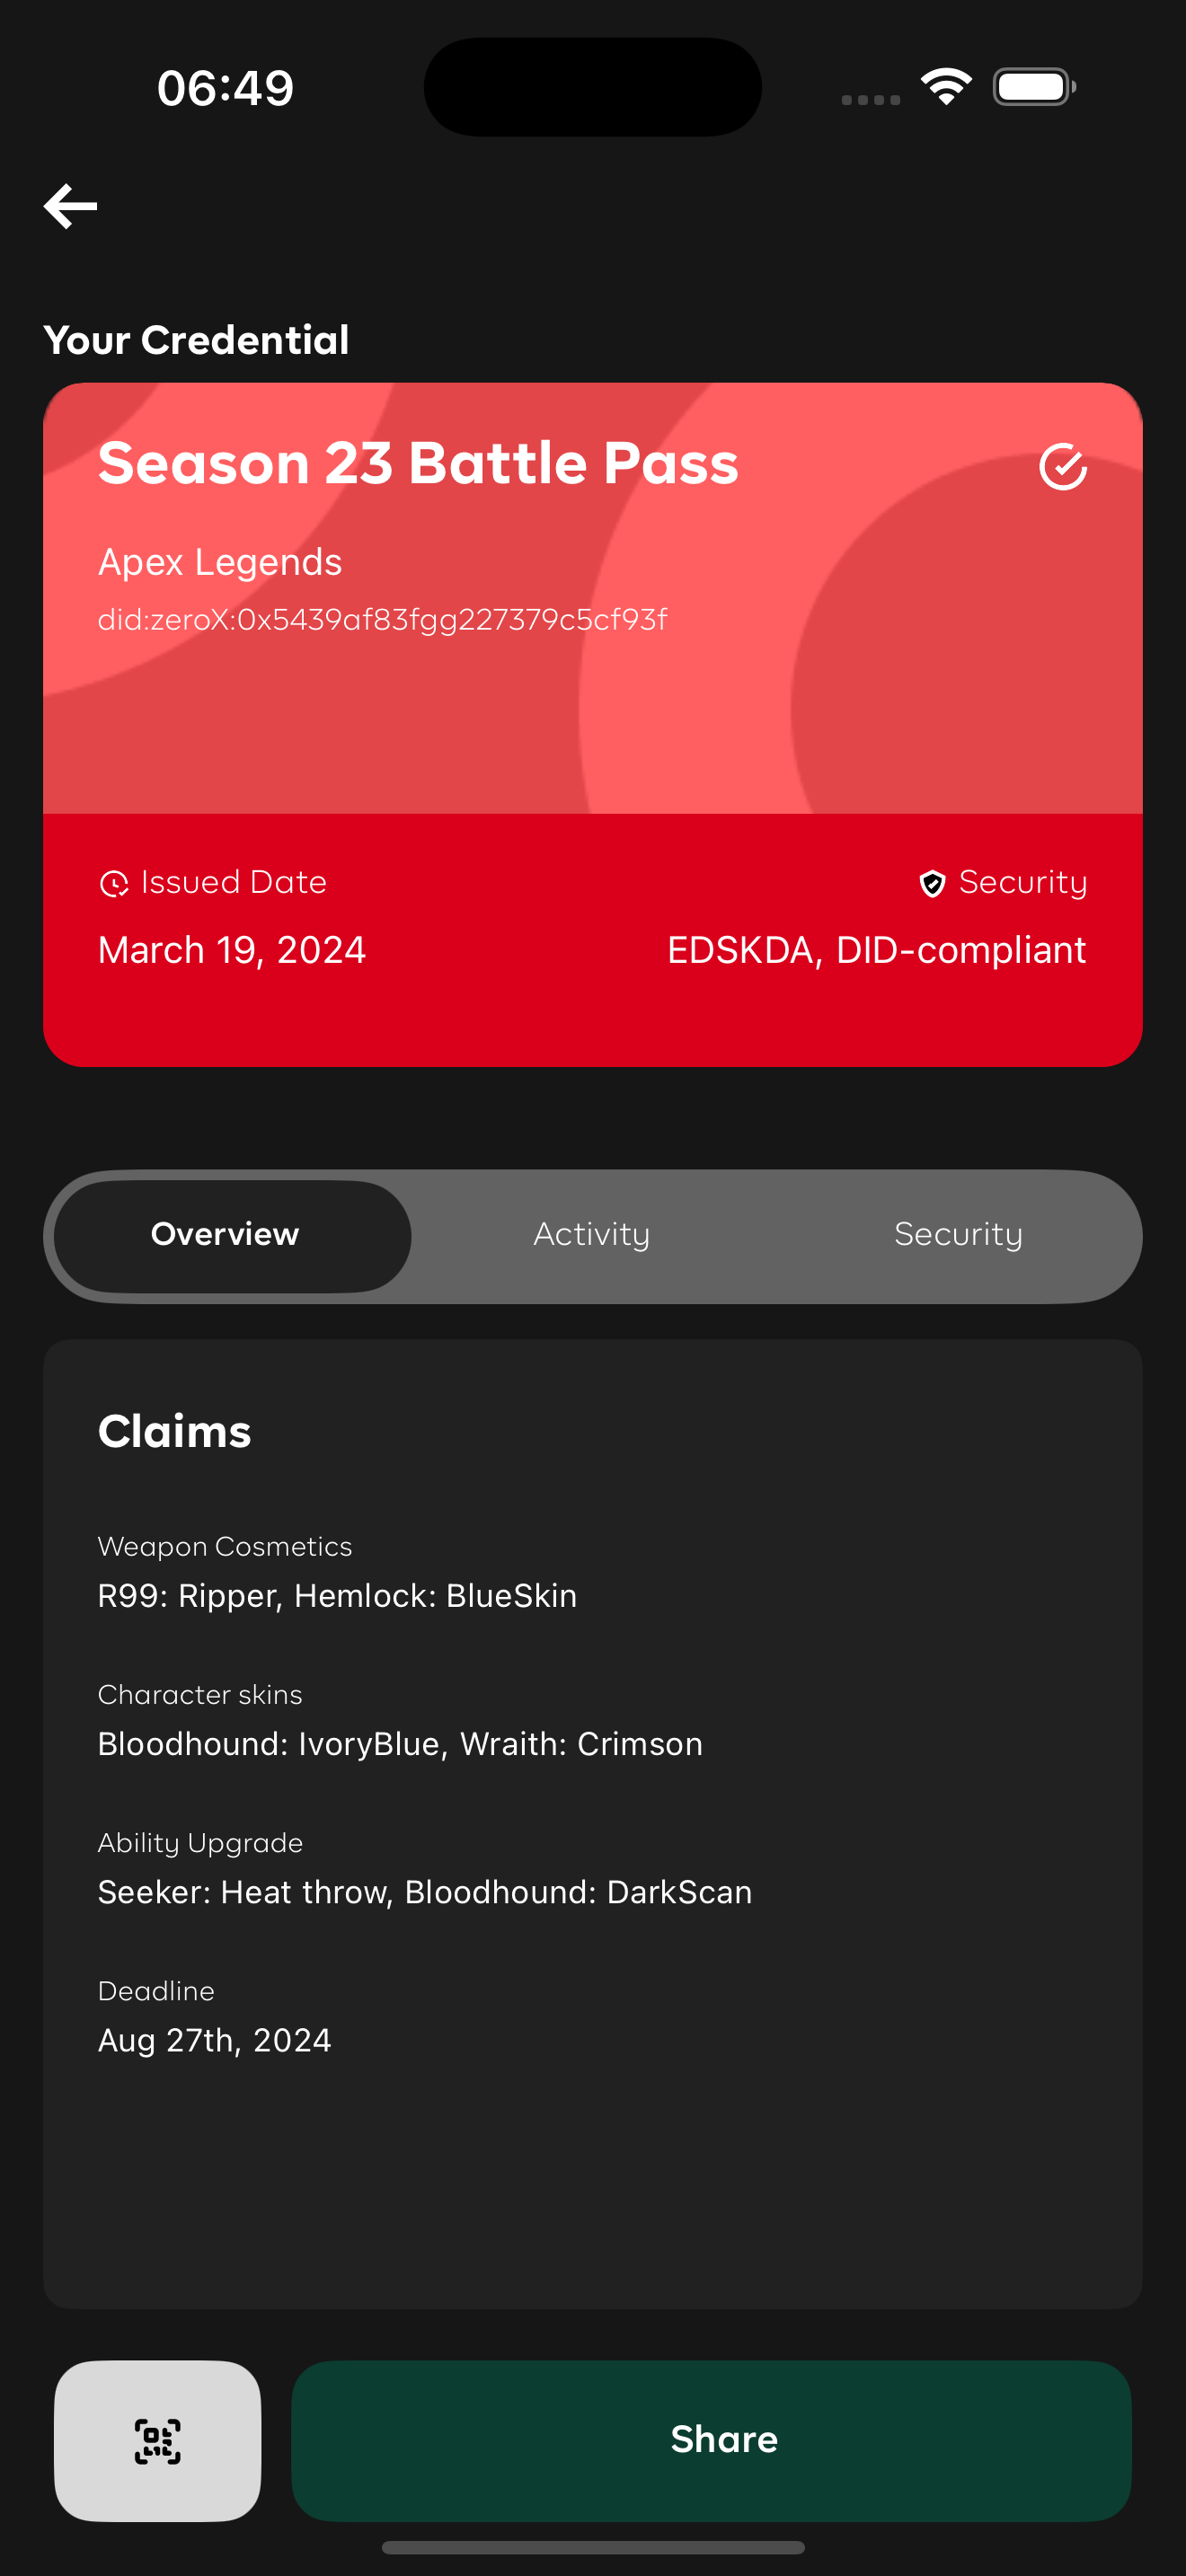 06:49
Your Credential
Season 23 Battle Pass
Apex Legends
did:zeroX:0x5439af83fgg227379c5cf93f
Issued Date
Security
March 19, 2024
EDSKDA, DID-compliant
Overview
Activity
Security
Claims
Weapon Cosmetics
R99: Ripper, Hemlock: BlueSkin
Character skins
Bloodhound: IvoryBlue, Wraith: Crimson
Ability Upgrade
Seeker: Heat throw, Bloodhound: DarkScan
Deadline
Aug 27th, 2024
Share